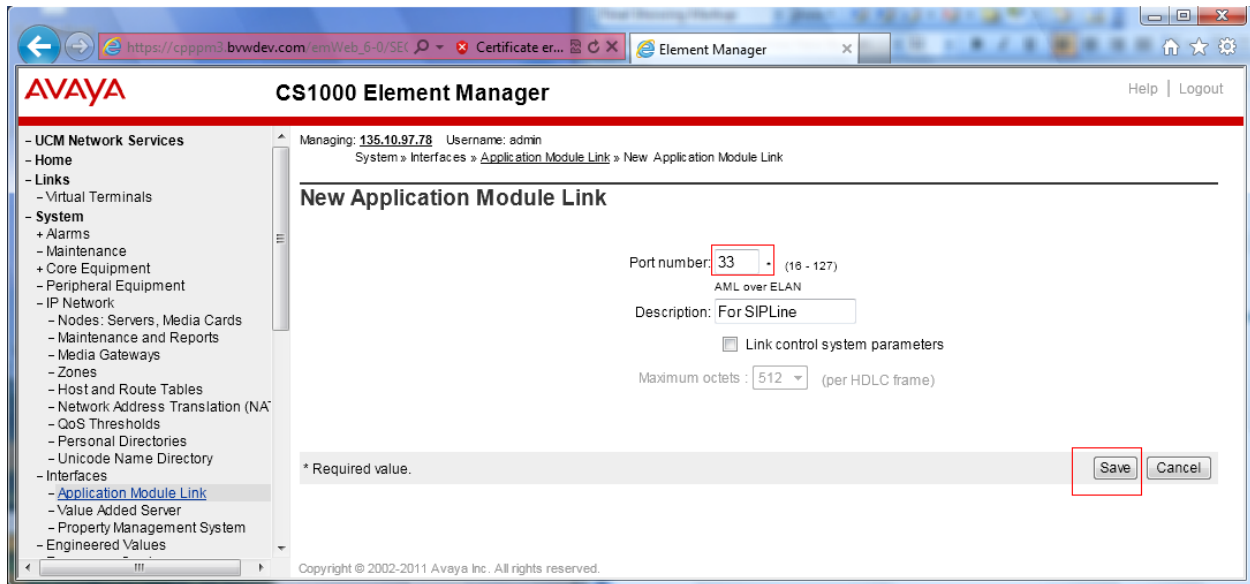 https://cpppm3.bvwdev.com/emWeb_6-0/SE( Certificate er... Element Manager
AVAYA CS1000 Element Manager Help | Logout
- UCM Network Services
- Home
- Links
- Virtual Terminals
- System
+ Alarms
- Maintenance
+ Core Equipment
- Peripheral Equipment
- IP Network
- Nodes: Servers, Media Cards
- Maintenance and Reports
- Media Gateways
- Zones
- Host and Route Tables
- Network Address Translation (NAT
- QoS Thresholds
- Personal Directories
- Unicode Name Directory
- Interfaces
- Application Module Link
- Value Added Server
- Property Management System
- Engineered Values
Managing: 135.10.97.78 Username: admin
System » Interfaces » Application Module Link » New Application Module Link
New Application Module Link
Port number: 33 * (16 - 127)
AML over ELAN
Description: For SIPLine
Link control system parameters
Maximum octets : 512 (per HDLC frame)
* Required value. Save Cancel
Copyright © 2002-2011 Avaya Inc. All rights reserved.